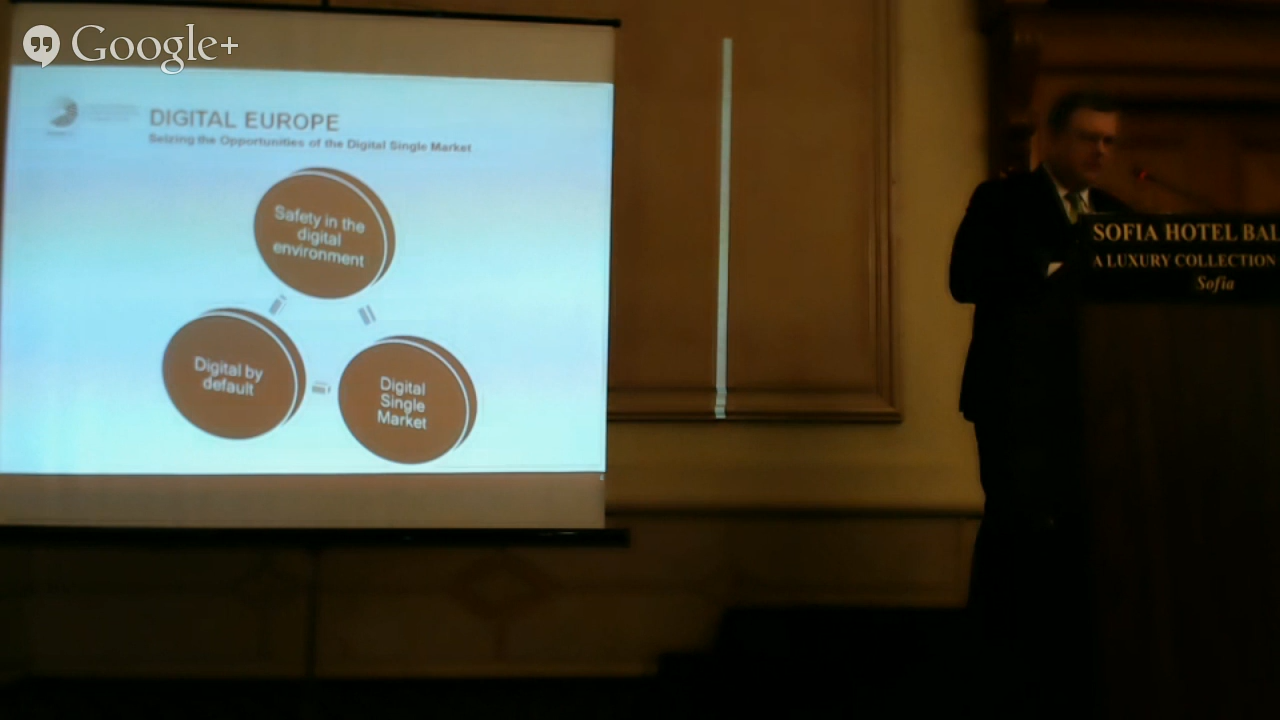 Google+
DIGITAL EUROPE
Seizing the Opportunities of the Digital Single Market
Safety in the
digital
environment
Digital by
default
Digital
Single
Market
SOFIA HOTEL BAL
A LUXURY COLLECTION
Sofia